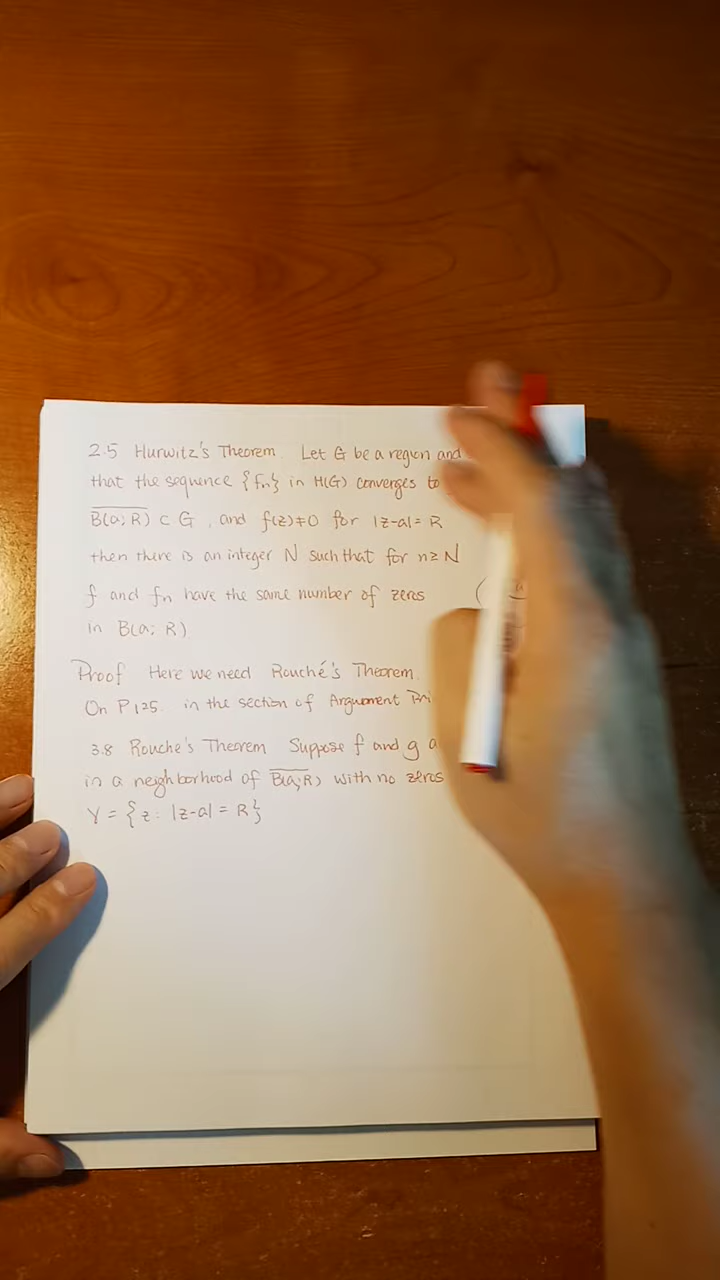 2.5 Hurwitz's Theorem. Let G be a region and
that the sequence {fn} in H(G) converges to
B̅(̅a̅;̅ ̅R̅)̅ ⊂ G, and f(z)≠0 for |z-a|= R
then there is an integer N such that for n≥N
f and fn have the same number of zeros (
in B(a; R)
Proof Here we need Rouché's Theorem.
On P125. in the section of Arguoment Pri
3.8 Rouche's Theorem Suppose f and g a
in a neighborhood of B̅(̅a̅;̅R̅)̅ with no zeros
γ = {z: |z-a| = R}